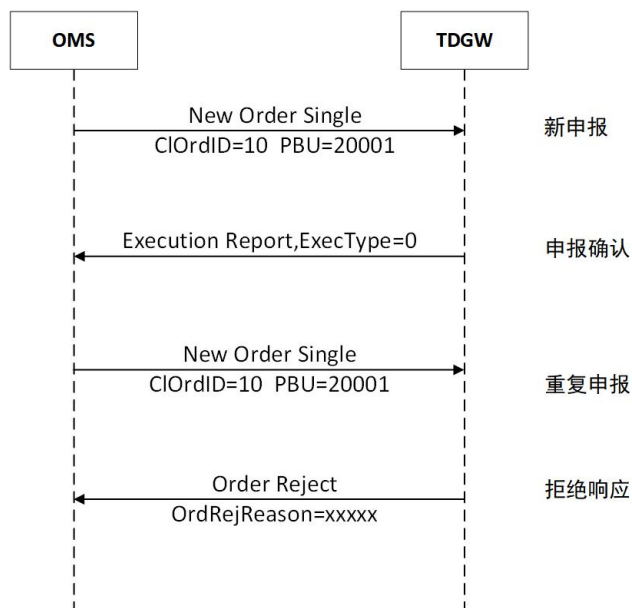 OMS
TDGW
New Order Single
ClOrdID=10 PBU=20001
新申报
Execution Report,ExecType=0
申报确认
New Order Single
ClOrdID=10 PBU=20001
重复申报
Order Reject
OrdRejReason=xxxxx
拒绝响应